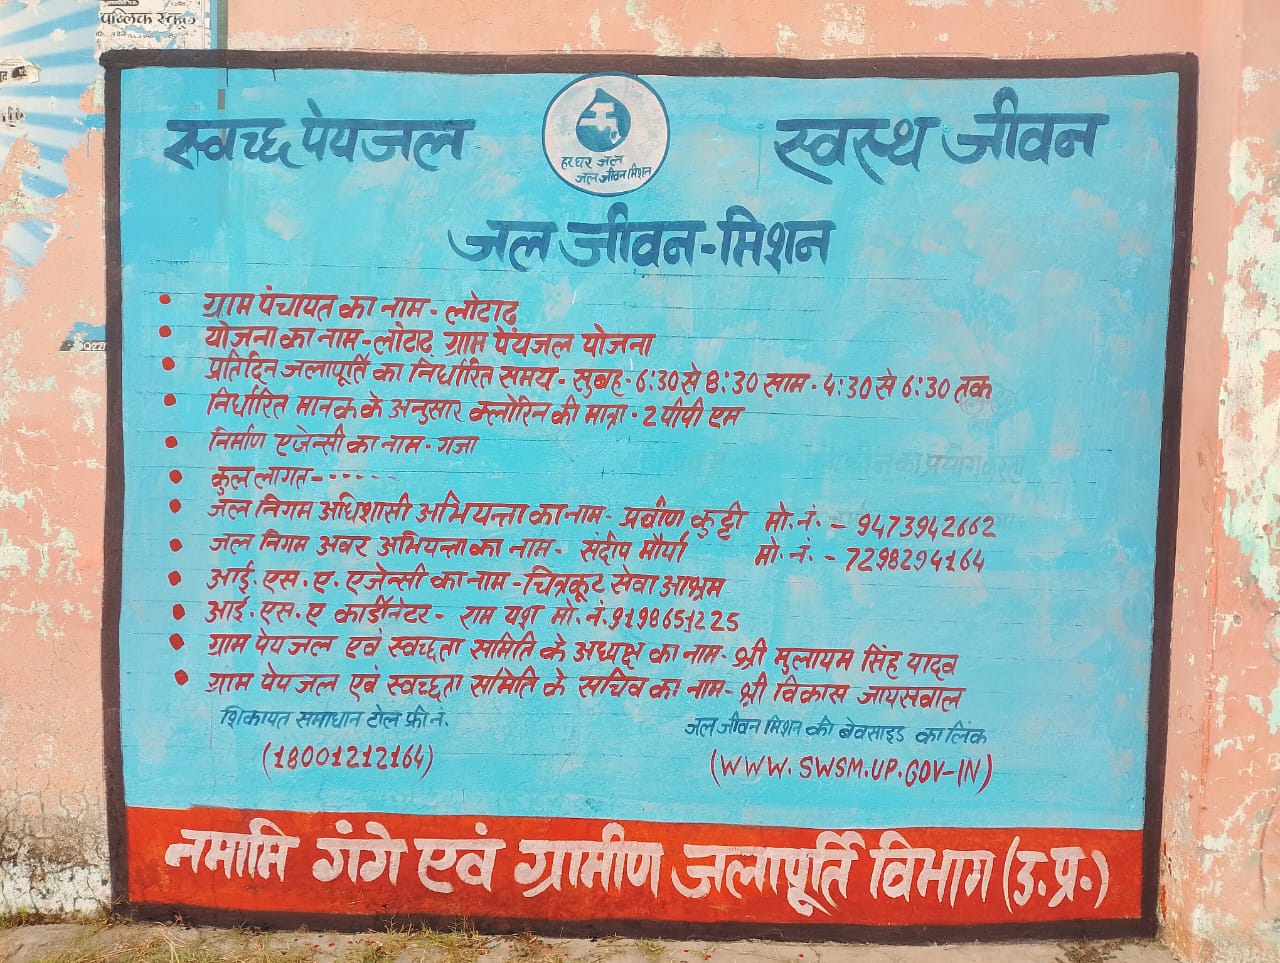 पब्लिक स्कूल
स्वच्छ पेयजल
हर घर जल
जल जीवन मिशन
स्वस्थ जीवन
जल जीवन-मिशन
• ग्राम पंचायत का नाम - लोटाढ़
• योजना का नाम - लोटाढ़ ग्राम पेयजल योजना
• प्रतिदिन जलापूर्ति का निर्धारित समय - सुबह - 6:30 से 8:30 साम - 4:30 से 6:30 तक
• निर्धारित मानक के अनुसार क्लोरिन की मात्रा - 2 पीपी एम
• निर्माण एजेन्सी का नाम - गजा
• कुल लागत - - - - - -
• जल निगम अधिशासी अभियन्ता का नाम - प्रवीण कुट्टी मो. नं. - 9473942662
• जल निगम अवर अभियन्ता का नाम - संदीप मौर्या मो. नं. - 7298294164
• आई. एस. ए. एजेन्सी का नाम - चित्रकूट सेवा आश्रम
• आई. एस. ए कार्डीनेटर - राम यश मो. नं. 9198651225
• ग्राम पेयजल एवं स्वच्छता समिति के अध्यक्ष का नाम - श्री मुलायम सिंह यादव
• ग्राम पेयजल एवं स्वच्छता समिति के सचिव का नाम - श्री विकास जायसवाल
शिकायत समाधान टोल फ्री नं.
(18001212164)
जल जीवन मिशन की बेवसाइड का लिंक
(WWW.SWSM.UP.GOV-IN)
नमामि गंगे एवं ग्रामीण जलापूर्ति विभाग (उ.प्र.)